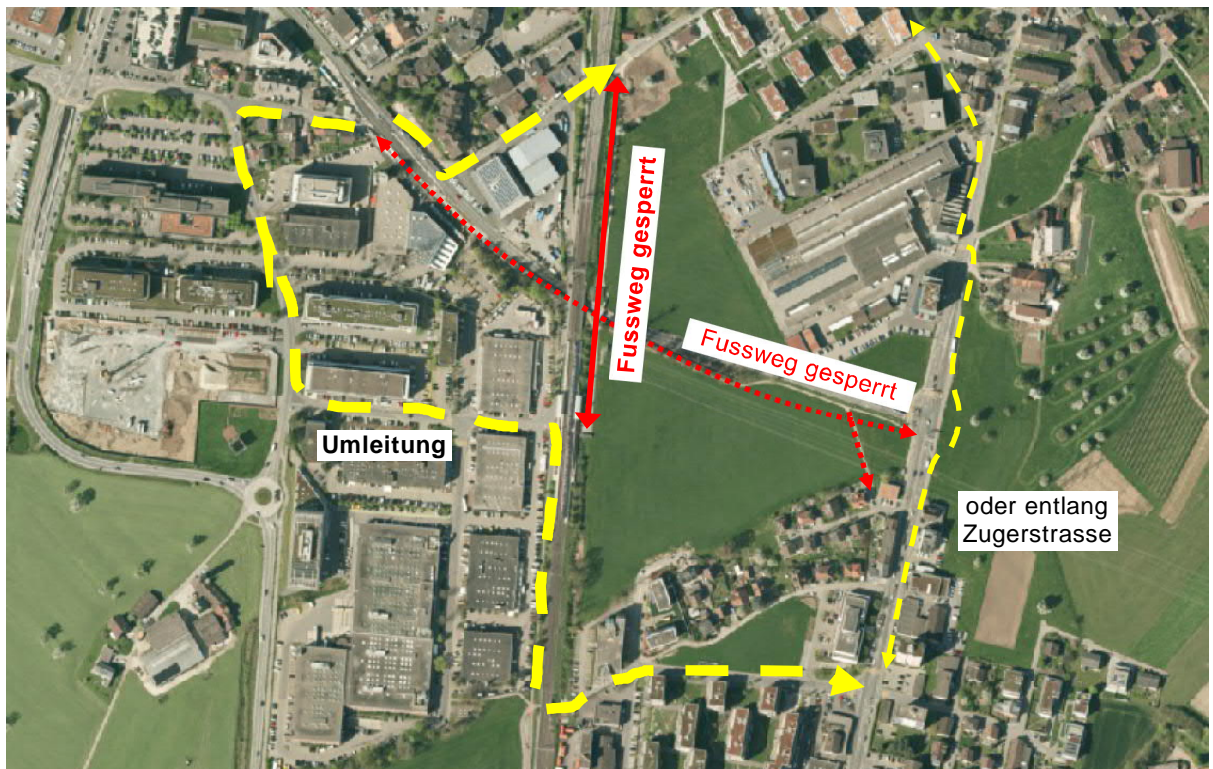 Fussweg gesperrt
Fussweg gesperrt
Umleitung
oder entlang
Zugerstrasse